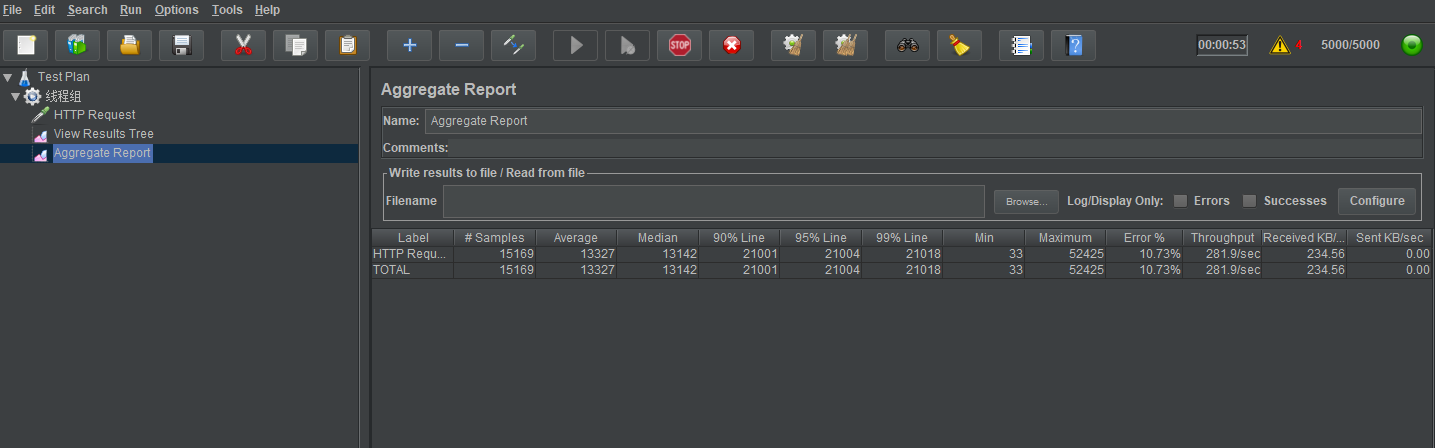 File Edit Search Run Options Tools Help
STOP 00:00:53 4 5000/5000
Test Plan
线程组
HTTP Request
View Results Tree
Aggregate Report
Aggregate Report
Name: Aggregate Report
Comments:
Write results to file / Read from file
Filename Browse... Log/Display Only: Errors Successes Configure
Label # Samples Average Median 90% Line 95% Line 99% Line Min Maximum Error % Throughput Received KB/... Sent KB/sec
HTTP Requ... 15169 13327 13142 21001 21004 21018 33 52425 10.73% 281.9/sec 234.56 0.00
TOTAL 15169 13327 13142 21001 21004 21018 33 52425 10.73% 281.9/sec 234.56 0.00